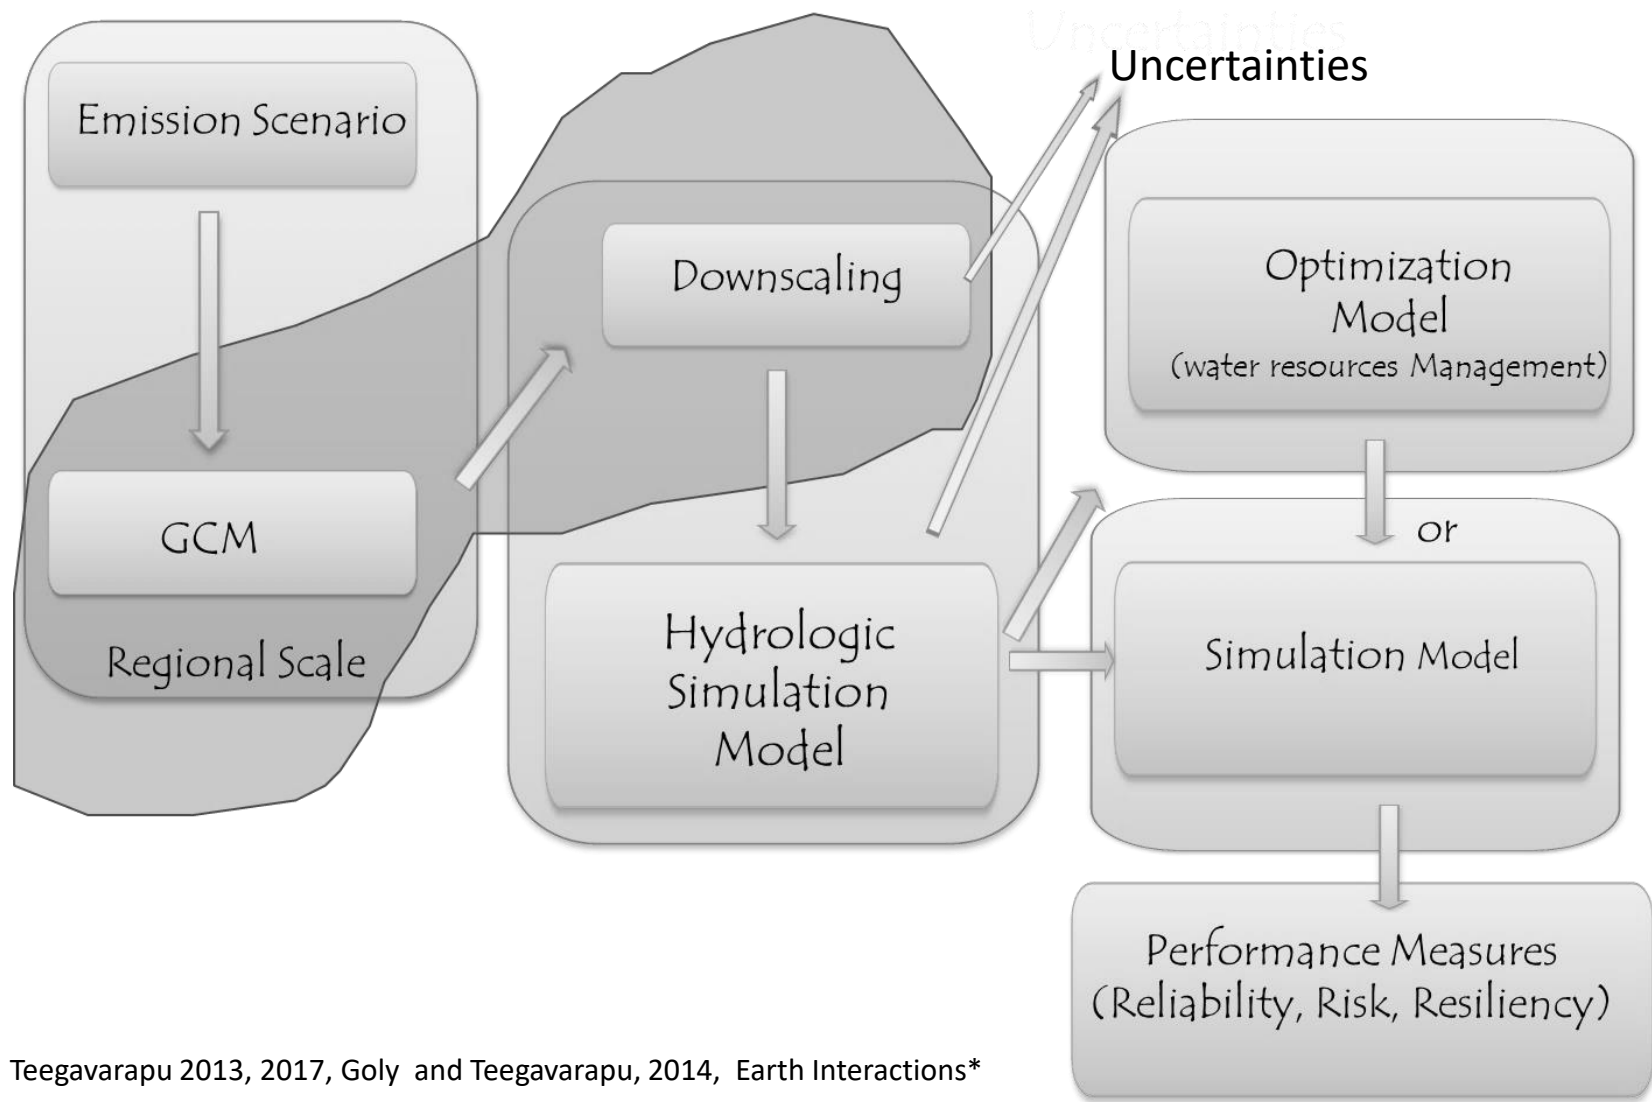 Uncertainties
Uncertainties
Emission Scenario
GCM
Regional Scale
Downscaling
Hydrologic
Simulation
Model
Optimization
Model
(water resources Management)
or
Simulation Model
Performance Measures
(Reliability, Risk, Resiliency)
Teegavarapu 2013, 2017, Goly and Teegavarapu, 2014, Earth Interactions*